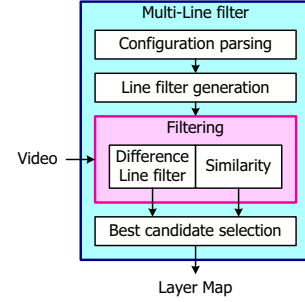 Multi-Line filter
Configuration parsing
Line filter generation
Filtering
Video
Difference
Line filter
Similarity
Best candidate selection
Layer Map